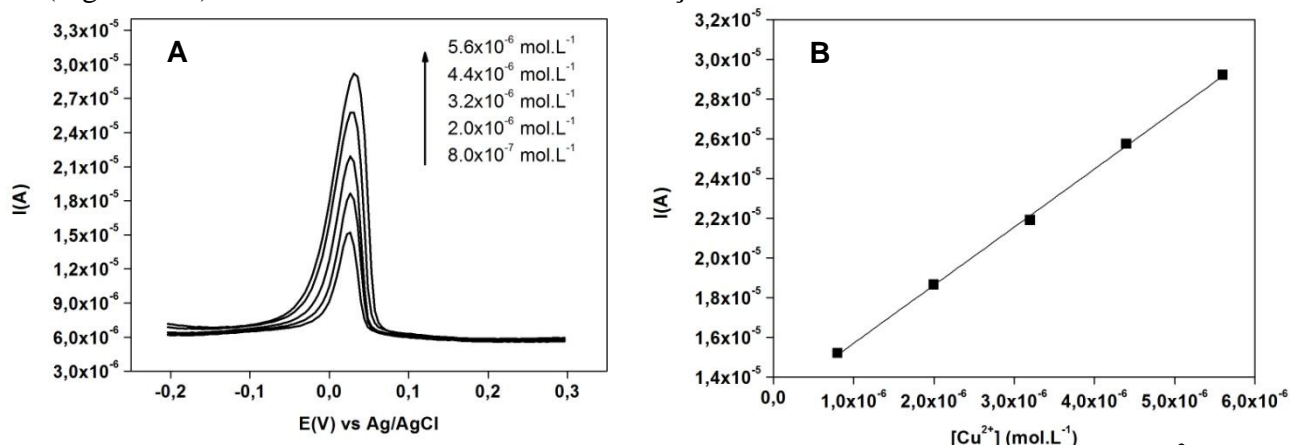 A
5.6x10⁻⁶ mol.L⁻¹
4.4x10⁻⁶ mol.L⁻¹
3.2x10⁻⁶ mol.L⁻¹
2.0x10⁻⁶ mol.L⁻¹
8.0x10⁻⁷ mol.L⁻¹
3,3x10⁻⁵
3,0x10⁻⁵
2,7x10⁻⁵
2,4x10⁻⁵
2,1x10⁻⁵
1,8x10⁻⁵
1,5x10⁻⁵
1,2x10⁻⁵
9,0x10⁻⁶
6,0x10⁻⁶
3,0x10⁻⁶
I(A)
-0,2 -0,1 0,0 0,1 0,2 0,3
E(V) vs Ag/AgCl
B
3,2x10⁻⁵
3,0x10⁻⁵
2,8x10⁻⁵
2,6x10⁻⁵
2,4x10⁻⁵
2,2x10⁻⁵
2,0x10⁻⁵
1,8x10⁻⁵
1,6x10⁻⁵
1,4x10⁻⁵
I(A)
0,0 1,0x10⁻⁶ 2,0x10⁻⁶ 3,0x10⁻⁶ 4,0x10⁻⁶ 5,0x10⁻⁶ 6,0x10⁻⁶
[Cu²⁺] (mol.L⁻¹)